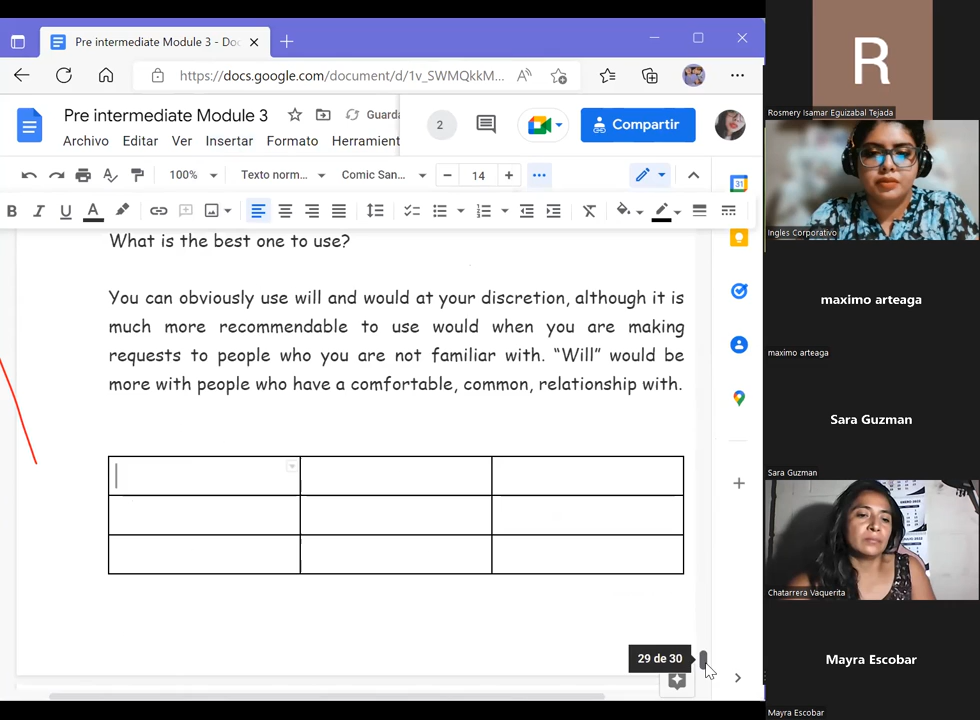 Pre intermediate Module 3 - Doc
https://docs.google.com/document/d/1v_SWMQkkM...
Pre intermediate Module 3
Guarda
2
Compartir
Archivo Editar Ver Insertar Formato Herramient
100% Texto norm... Comic San... 14
What is the best one to use?
You can obviously use will and would at your discretion, although it is
much more recommendable to use would when you are making
requests to people who you are not familiar with. “Will” would be
more with people who have a comfortable, common, relationship with.
29 de 30
R
Rosmery Isamar Eguizabal Tejada
Ingles Corporativo
maximo arteaga
maximo arteaga
Sara Guzman
Sara Guzman
Chatarrera Vaquerita
Mayra Escobar
Mayra Escobar